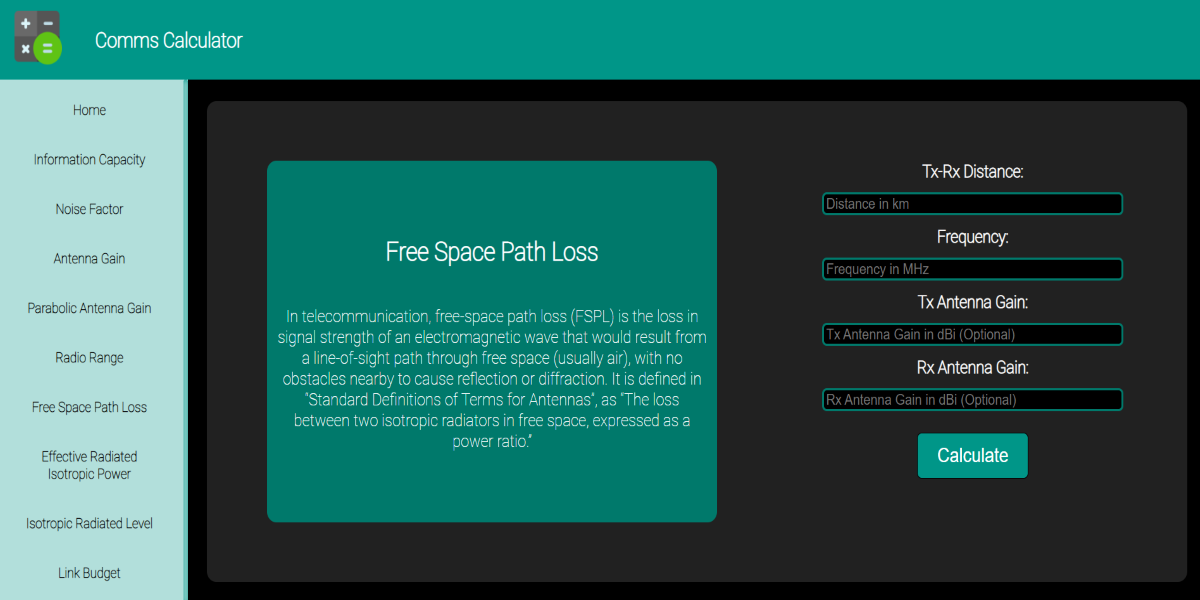 Comms Calculator
Home
Information Capacity
Noise Factor
Antenna Gain
Parabolic Antenna Gain
Radio Range
Free Space Path Loss
Effective Radiated
Isotropic Power
Isotropic Radiated Level
Link Budget
Free Space Path Loss
In telecommunication, free-space path loss (FSPL) is the loss in
signal strength of an electromagnetic wave that would result from
a line-of-sight path through free space (usually air), with no
obstacles nearby to cause reflection or diffraction. It is defined in
"Standard Definitions of Terms for Antennas", as "The loss
between two isotropic radiators in free space, expressed as a
power ratio."
Tx-Rx Distance:
Distance in km
Frequency:
Frequency in MHz
Tx Antenna Gain:
Tx Antenna Gain in dBi (Optional)
Rx Antenna Gain:
Rx Antenna Gain in dBi (Optional)
Calculate